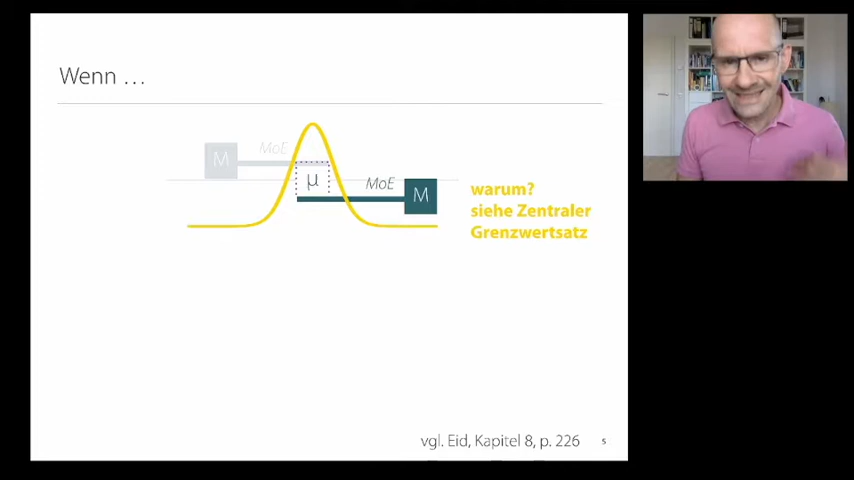 Wenn …
MoE
M
μ
MoE
M
warum?
siehe Zentraler
Grenzwertsatz
vgl. Eid, Kapitel 8, p. 226
5